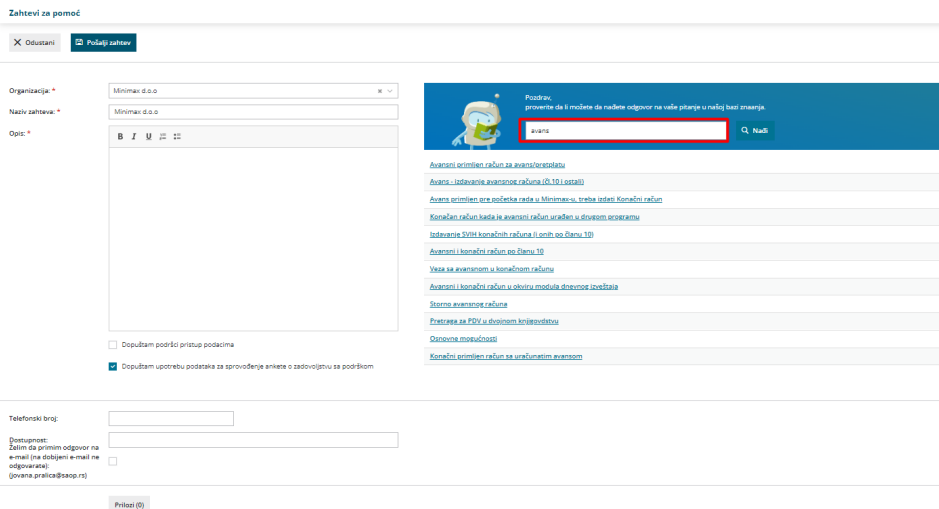 Zahtevi za pomoć
Odustani
Pošalji zahtev
Organizacija: *
Minimax d.o.o
Naziv zahteva: *
Minimax d.o.o
Opis: *
B I U
Dopuštam podršci pristup podacima
Dopuštam upotrebu podataka za sprovođenje ankete o zadovoljstvu sa podrškom
Pozdrav,
proverite da li možete da nađete odgovor na vaše pitanje u našoj bazi znaanja.
avans
Nađi
Avansni primljen račun za avans/pretplatu
Avans - izdavanje avansnog računa (čl.10 i ostali)
Avans primljen pre početka rada u Minimax-u, treba izdati Konačni račun
Konačan račun kada je avansni račun urađen u drugom programu
Izdavanje SVIH konačnih računa (i onih po članu 10)
Avansni i konačni račun po članu 10
Veza sa avansnom u konačnom računu
Avansni i konačni račun u okviru modula dnevnog izveštaja
Storno avansnog računa
Pretraga za PDV u dvojnom knjigovdstvu
Osnovne mogućnosti
Konačni primljen račun sa uračunatim avansom
Telefonski broj:
Dostupnost:
Želim da primim odgovor na
e-mail (na dobijeni e-mail ne
odgovarate):
(jovana.pralica@saop.rs)
Prilozi (0)